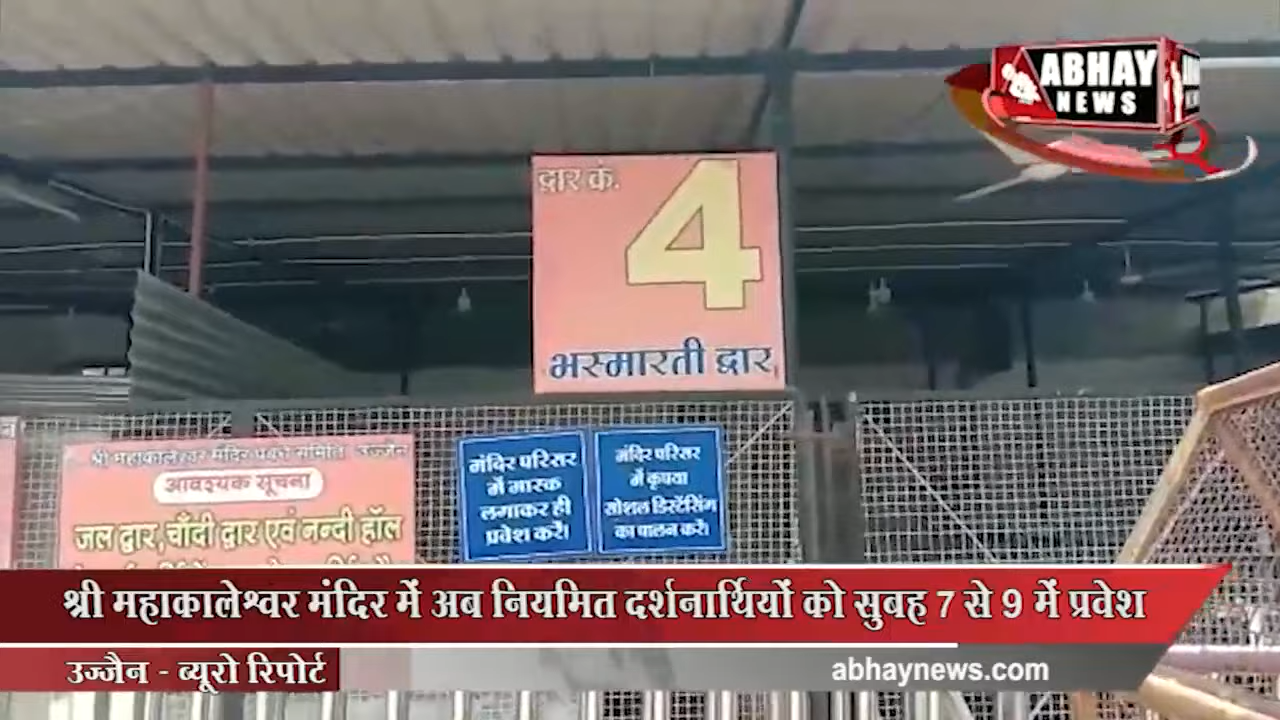 ABHAY
NEWS
द्वार कं.
4
भस्मारती द्वार
श्री महाकालेश्वर मंदिर प्रबंध समिति उज्जैन
आवश्यक सूचना
जल द्वार, चाँदी द्वार एवं नन्दी हॉल
मंदिर परिसर
में मास्क
लगाकर ही
प्रवेश करें।
मंदिर परिसर
में कृपया
सोशल डिस्टेंसिंग
का पालन करें।
श्री महाकालेश्वर मंदिर में अब नियमित दर्शनार्थियों को सुबह 7 से 9 में प्रवेश
उज्जैन - ब्यूरो रिपोर्ट
abhaynews.com